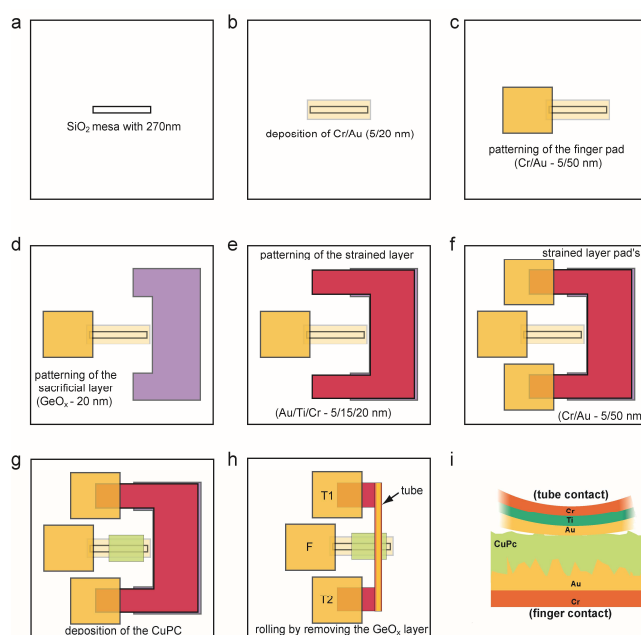 a
SiO₂ mesa with 270nm
b
deposition of Cr/Au (5/20 nm)
c
patterning of the finger pad
(Cr/Au - 5/50 nm)
d
patterning of the
sacrificial layer
(GeOₓ - 20 nm)
e
patterning of the strained layer
(Au/Ti/Cr - 5/15/20 nm)
f
strained layer pad's
(Cr/Au - 5/50 nm)
g
deposition of the CuPC
h
T1
tube
F
T2
rolling by removing the GeOₓ layer
i
(tube contact)
Cr
Ti
Au
CuPc
Au
Cr
(finger contact)